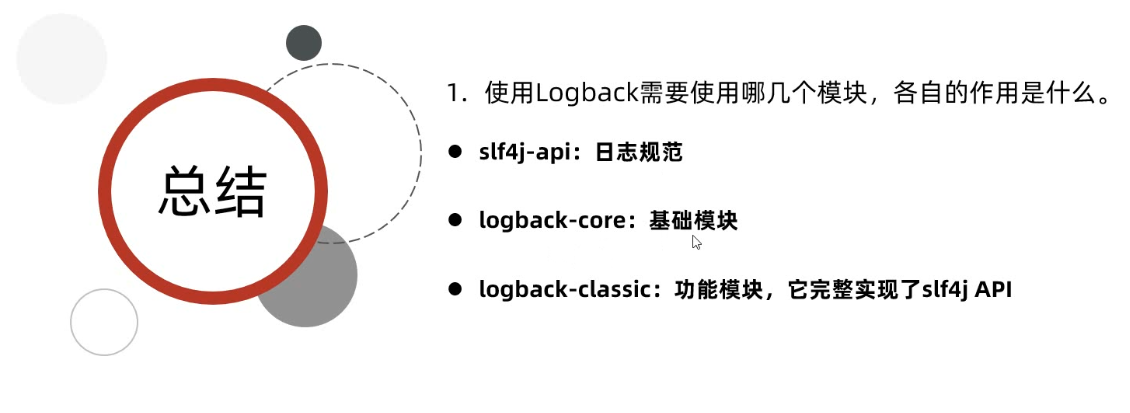 总结
1. 使用Logback需要使用哪几个模块，各自的作用是什么。
● slf4j-api：日志规范
● logback-core：基础模块
● logback-classic：功能模块，它完整实现了slf4j API